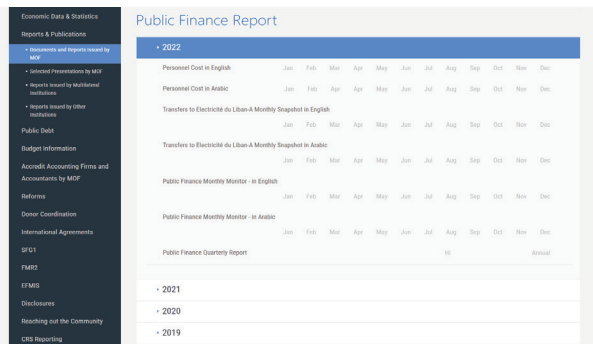 Economic Data & Statistics
Reports & Publications
• Documents and Reports Issued by
MOF
• Selected Presentations by MOF
• Reports Issued by Multilateral
Institutions
• Reports Issued by Other
Institutions
Public Debt
Budget Information
Accredit Accounting Firms and
Accountants by MOF
Reforms
Donor Coordination
International Agreements
SFG1
FMR2
EFMIS
Disclosures
Reaching out the Community
CRS Reporting
Public Finance Report
• 2022
Personnel Cost in English Jan Feb Mar Apr May Jun Jul Aug Sep Oct Nov Dec
Personnel Cost in Arabic Jan Feb Apr Apr May Jun Jul Aug Sep Oct Nov Dec
Transfers to Electricité du Liban-A Monthly Snapshot in English
Jan Feb Mar Apr May Jun Jul Aug Sep Oct Nov Dec
Transfers to Electricité du Liban-A Monthly Snapshot in Arabic
Jan Feb Mar Apr May Jun Jul Aug Sep Oct Nov Dec
Public Finance Monthly Monitor - in English
Jan Feb Mar Apr May Jun Jul Aug Sep Oct Nov Dec
Public Finance Monthly Monitor - in Arabic
Jan Feb Mar Apr May Jun Jul Aug Sep Oct Nov Dec
Public Finance Quarterly Report Annual
• 2021
• 2020
• 2019